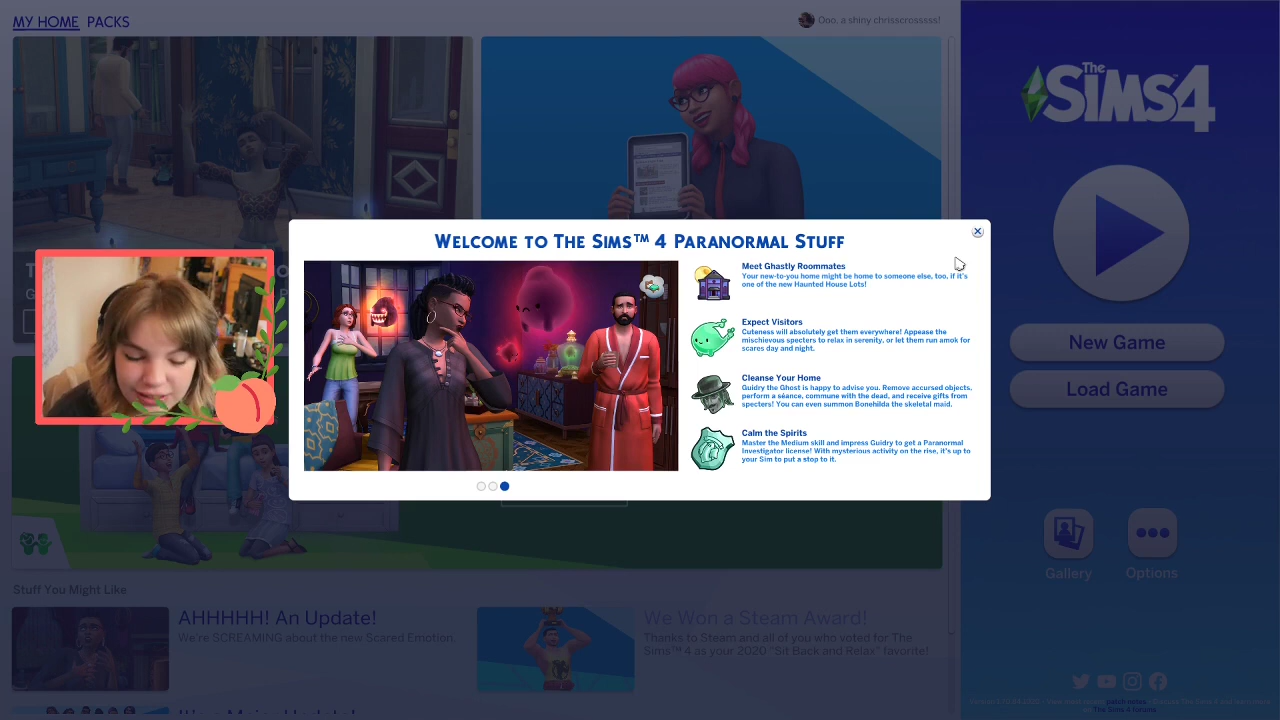 MY HOME PACKS
Ooo, a shiny chrisscrosssss!
The
SIMS4
WELCOME TO THE SIMS™ 4 PARANORMAL STUFF
Meet Ghastly Roommates
Your new-to-you home might be home to someone else, too, if it's
one of the new Haunted House Lots!
Expect Visitors
Cuteness will absolutely get them everywhere! Appease the
mischievous specters to relax in serenity, or let them run amok for
scares day and night.
Cleanse Your Home
Guidry the Ghost is happy to advise you. Remove accursed objects,
perform a séance, commune with the dead, and receive gifts from
specters! You can even summon Bonehilda the skeletal maid.
Calm the Spirits
Master the Medium skill and impress Guidry to get a Paranormal
Investigator license! With mysterious activity on the rise, it's up to
your Sim to put a stop to it.
New Game
Load Game
Gallery
Options
Stuff You Might Like
AHHHHH! An Update!
We're SCREAMING about the new Scared Emotion.
We Won a Steam Award!
Thanks to Steam and all of you who voted for The
Sims™ 4 as your 2020 "Sit Back and Relax" favorite!
patch notes
The Sims 4 Forums